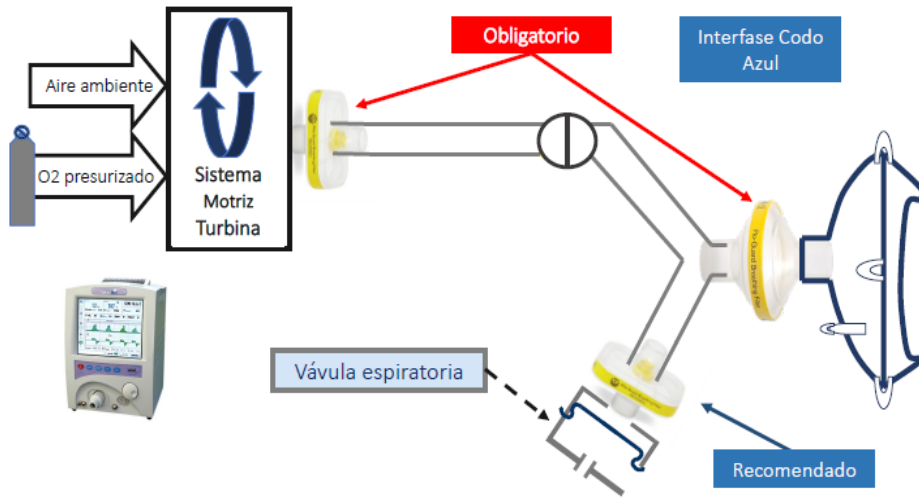 Obligatorio
Interfase Codo
Azul
Aire ambiente
O2 presurizado
Sistema
Motriz
Turbina
Vávula espiratoria
Recomendado